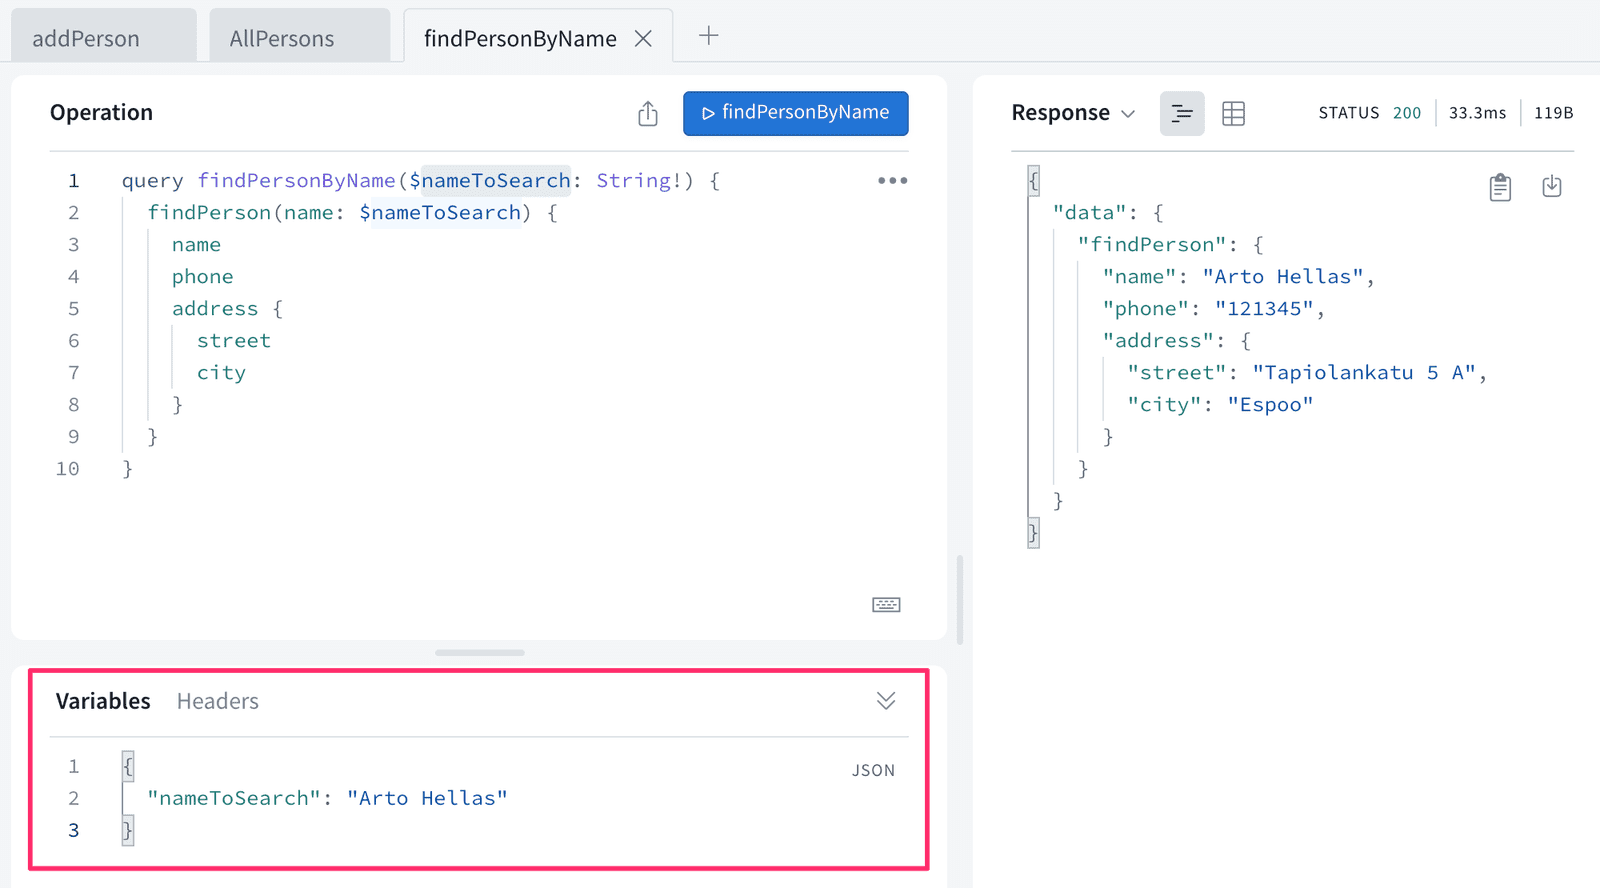 addPerson
AllPersons
findPersonByName
Operation
findPersonByName
1 query findPersonByName($nameToSearch: String!) {
2 findPerson(name: $nameToSearch) {
3 name
4 phone
5 address {
6 street
7 city
8 }
9 }
10 }
Variables Headers
JSON
1 {
2 "nameToSearch": "Arto Hellas"
3 }
Response
STATUS 200 33.3ms 119B
{
"data": {
"findPerson": {
"name": "Arto Hellas",
"phone": "121345",
"address": {
"street": "Tapiolankatu 5 A",
"city": "Espoo"
}
}
}
}